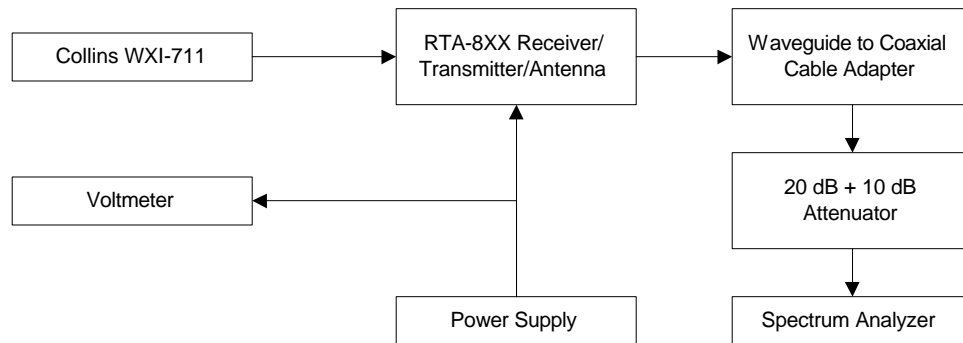 Collins WXI-711
RTA-8XX Receiver/
Transmitter/Antenna
Waveguide to Coaxial
Cable Adapter
Voltmeter
20 dB + 10 dB
Attenuator
Power Supply
Spectrum Analyzer